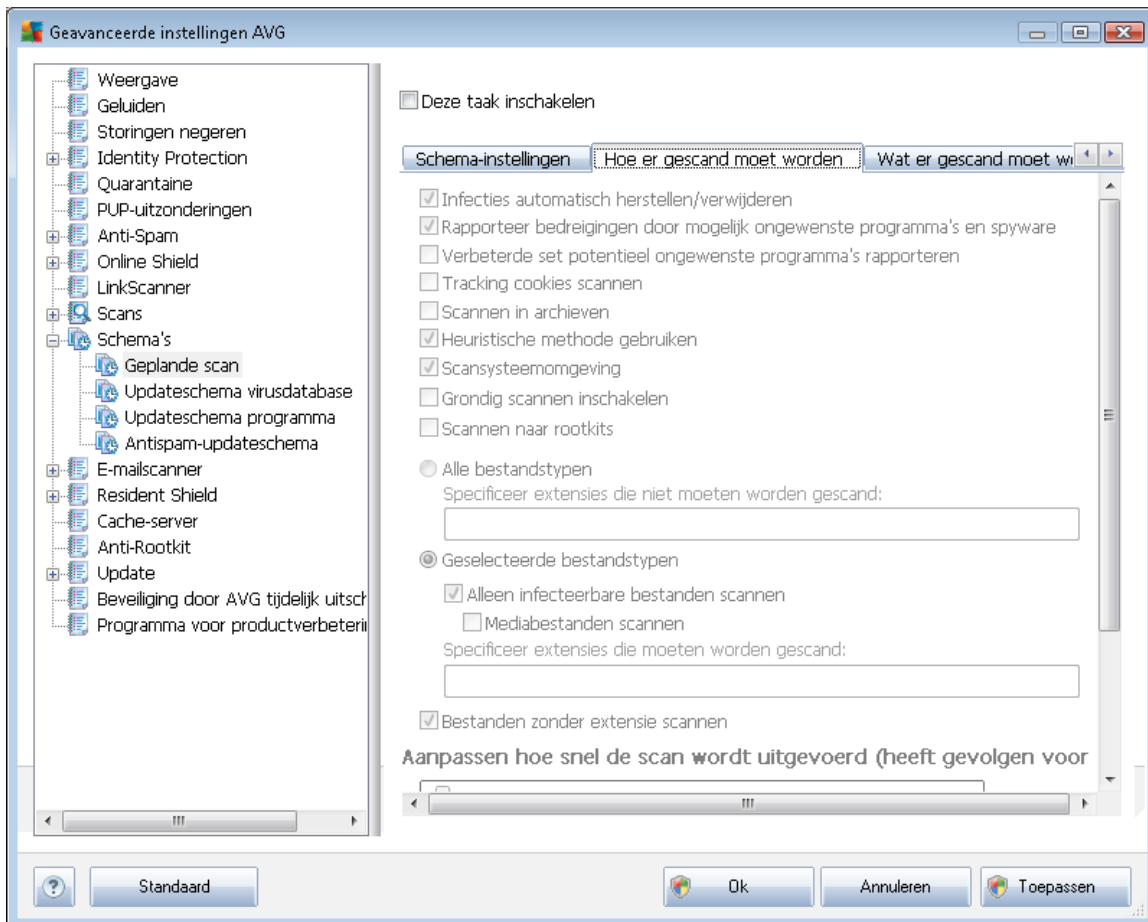 Geavanceerde instellingen AVG
Weergave
Geluiden
Storingen negeren
Identity Protection
Quarantaine
PUP-uitzonderingen
Anti-Spam
Online Shield
LinkScanner
Scans
Schema's
Geplande scan
Updateschema virusdatabase
Updateschema programma
Antispam-updateschema
E-mailscanner
Resident Shield
Cache-server
Anti-Rootkit
Update
Beveiliging door AVG tijdelijk uitsch
Programma voor productverbeterin
Deze taak inschakelen
Schema-instellingen
Hoe er gescand moet worden
Wat er gescand moet w
Infecties automatisch herstellen/verwijderen
Rapporteer bedreigingen door mogelijk ongewenste programma's en spyware
Verbeterde set potentieel ongewenste programma's rapporteren
Tracking cookies scannen
Scannen in archieven
Heuristische methode gebruiken
Scansysteemomgeving
Grondig scannen inschakelen
Scannen naar rootkits
Alle bestandstypen
Specificeer extensies die niet moeten worden gescand:
Geselecteerde bestandstypen
Alleen infecteerbare bestanden scannen
Mediabestanden scannen
Specificeer extensies die moeten worden gescand:
Bestanden zonder extensie scannen
Aanpassen hoe snel de scan wordt uitgevoerd (heeft gevolgen voor
?
Standaard
Ok
Annuleren
Toepassen